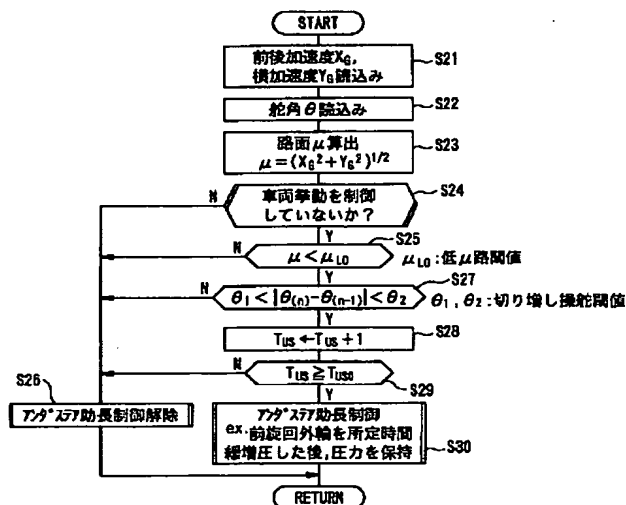 START
前後加速度XG,
横加速度YG読込み
S21
舵角θ読込み
S22
路面μ算出
μ=(XG²+YG²)1/2
S23
車両挙動を制御
していないか?
S24
N
Y
S25
μ<μLO
μLO:低μ路閾値
N
Y
S27
θ1<|θ(n)-θ(n-1)|<θ2
θ1,θ2:切り増し操舵閾値
N
Y
S28
TUS←TUS+1
TUS≧TUS0
N
S29
Y
S26
アンダステア助長制御解除
アンダステア助長制御
ex.前旋回外輪を所定時間
緩増圧した後,圧力を保持
S30
RETURN